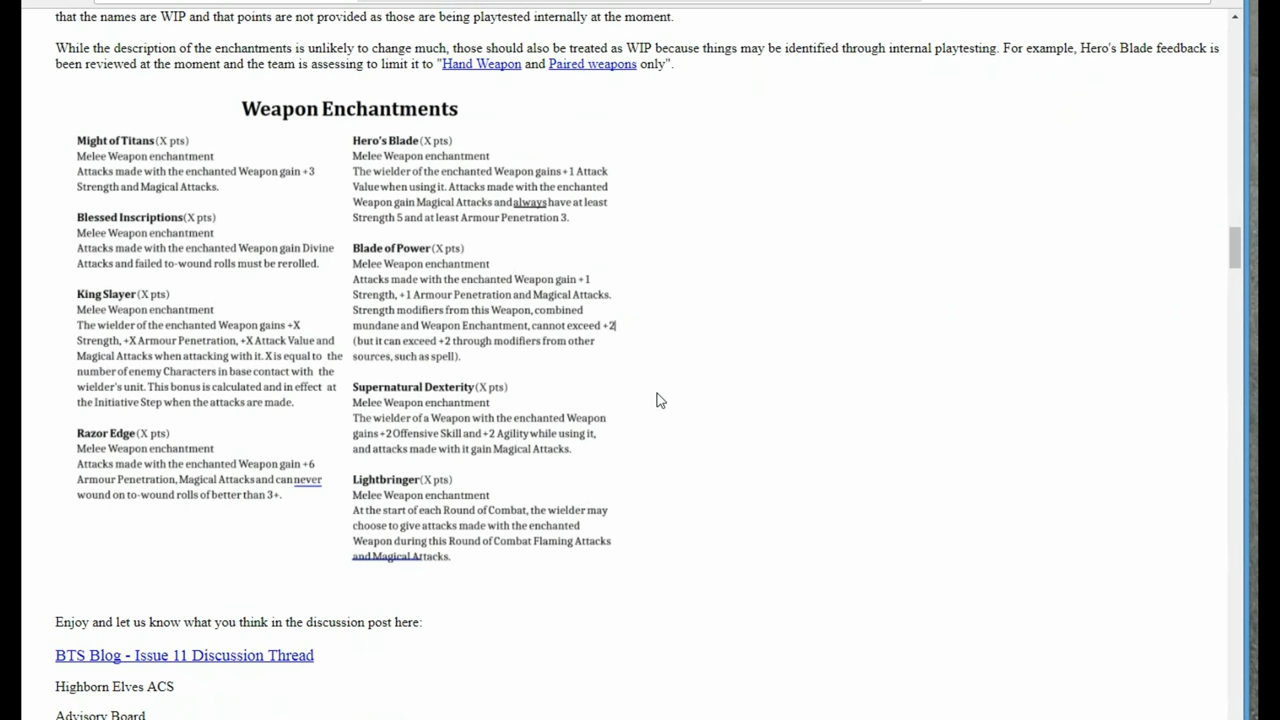 that the names are WIP and that points are not provided as those are being playtested internally at the moment.
While the description of the enchantments is unlikely to change much, those should also be treated as WIP because things may be identified through internal playtesting. For example, Hero's Blade feedback is
been reviewed at the moment and the team is assessing to limit it to "Hand Weapon and Paired weapons only".
Weapon Enchantments
Might of Titans (X pts)
Melee Weapon enchantment
Attacks made with the enchanted Weapon gain +3
Strength and Magical Attacks.
Blessed Inscriptions (X pts)
Melee Weapon enchantment
Attacks made with the enchanted Weapon gain Divine
Attacks and failed to-wound rolls must be rerolled.
King Slayer (X pts)
Melee Weapon enchantment
The wielder of the enchanted Weapon gains +X
Strength, +X Armour Penetration, +X Attack Value and
Magical Attacks when attacking with it. X is equal to the
number of enemy Characters in base contact with the
wielder's unit. This bonus is calculated and in effect at
the Initiative Step when the attacks are made.
Razor Edge (X pts)
Melee Weapon enchantment
Attacks made with the enchanted Weapon gain +6
Armour Penetration, Magical Attacks and can never
wound on to-wound rolls of better than 3+.
Hero's Blade (X pts)
Melee Weapon enchantment
The wielder of the enchanted Weapon gains +1 Attack
Value when using it. Attacks made with the enchanted
Weapon gain Magical Attacks and always have at least
Strength 5 and at least Armour Penetration 3.
Blade of Power (X pts)
Melee Weapon enchantment
Attacks made with the enchanted Weapon gain +1
Strength, +1 Armour Penetration and Magical Attacks.
Strength modifiers from this Weapon, combined
mundane and Weapon Enchantment, cannot exceed +2
(but it can exceed +2 through modifiers from other
sources, such as spell).
Supernatural Dexterity (X pts)
Melee Weapon enchantment
The wielder of a Weapon with the enchanted Weapon
gains +2 Offensive Skill and +2 Agility while using it,
and attacks made with it gain Magical Attacks.
Lightbringer (X pts)
Melee Weapon enchantment
At the start of each Round of Combat, the wielder may
choose to give attacks made with the enchanted
Weapon during this Round of Combat Flaming Attacks
and Magical Attacks.
Enjoy and let us know what you think in the discussion post here:
BTS Blog - Issue 11 Discussion Thread
Highborn Elves ACS
Advisory Board